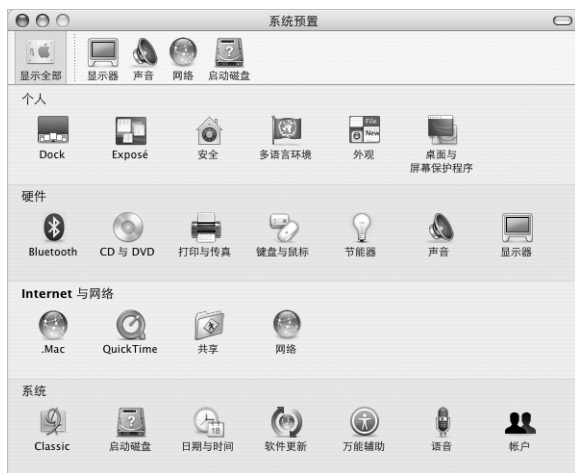 系统预置
显示全部 显示器 声音 网络 启动磁盘
个人
Dock Exposé 安全 多语言环境 外观 桌面与
屏幕保护程序
硬件
Bluetooth CD 与 DVD 打印与传真 键盘与鼠标 节能器 声音 显示器
Internet 与网络
.Mac QuickTime 共享 网络
系统
Classic 启动磁盘 日期与时间 软件更新 万能辅助 语音 帐户
File
New
18